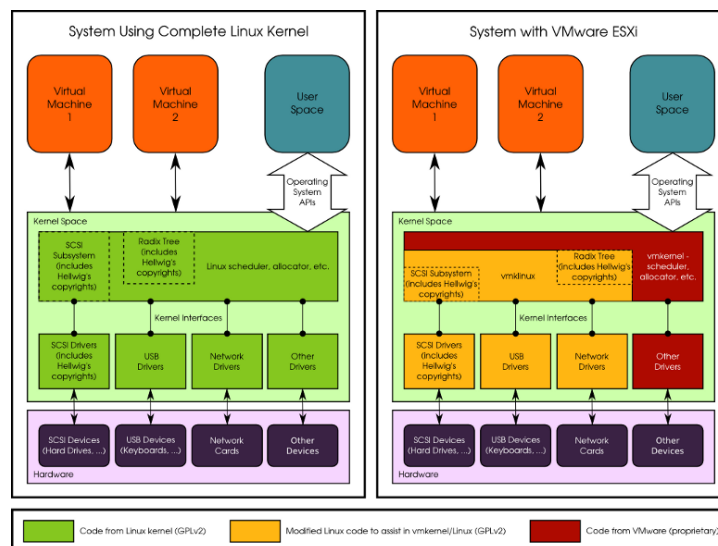 System Using Complete Linux Kernel
Virtual
Machine
1
Virtual
Machine
2
User
Space
Operating
System
APIs
Kernel Space
SCSI
Subsystem
(includes
Hellwig's
copyrights)
Radix Tree
(includes
Hellwig's
copyrights)
Linux scheduler, allocator, etc.
Kernel Interfaces
SCSI Drivers
(includes
Hellwig's
copyrights)
USB
Drivers
Network
Drivers
Other
Drivers
SCSI Devices
(Hard Drives, ...)
USB Devices
(Keyboards, ...)
Network
Cards
Other
Devices
Hardware
System with VMware ESXi
Virtual
Machine
1
Virtual
Machine
2
User
Space
Operating
System
APIs
Kernel Space
SCSI Subsystem
(includes Hellwig's
copyrights)
vmklinux
Radix Tree
(includes Hellwig's
copyrights)
vmkernel -
scheduler,
allocator, etc.
Kernel Interfaces
SCSI Drivers
(includes
Hellwig's
copyrights)
USB
Drivers
Network
Drivers
Other
Drivers
SCSI Devices
(Hard Drives, ...)
USB Devices
(Keyboards, ...)
Network
Cards
Other
Devices
Hardware
Code from Linux kernel (GPLv2)
Modified Linux code to assist in vmkernel/Linux (GPLv2)
Code from VMware (proprietary)